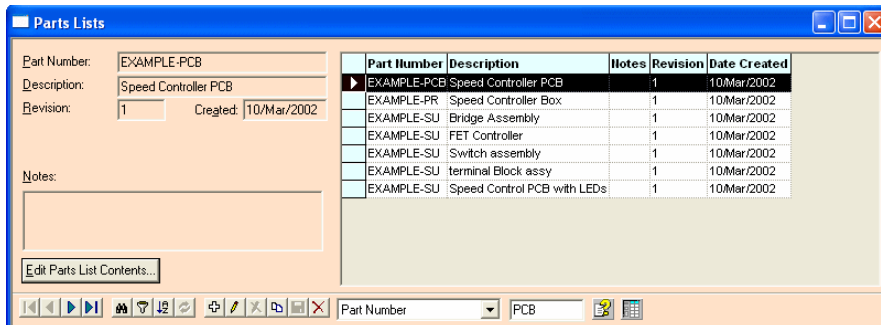 Parts Lists
Part Number: EXAMPLE-PCB
Description: Speed Controller PCB
Revision: 1 Created: 10/Mar/2002
Notes:
Edit Parts List Contents...
Part Number Description Notes Revision Date Created
EXAMPLE-PCB Speed Controller PCB 1 10/Mar/2002
EXAMPLE-PR Speed Controller Box 1 10/Mar/2002
EXAMPLE-SU Bridge Assembly 1 10/Mar/2002
EXAMPLE-SU FET Controller 1 10/Mar/2002
EXAMPLE-SU Switch assembly 1 10/Mar/2002
EXAMPLE-SU terminal Block assy 1 10/Mar/2002
EXAMPLE-SU Speed Control PCB with LEDs 1 10/Mar/2002
Part Number PCB